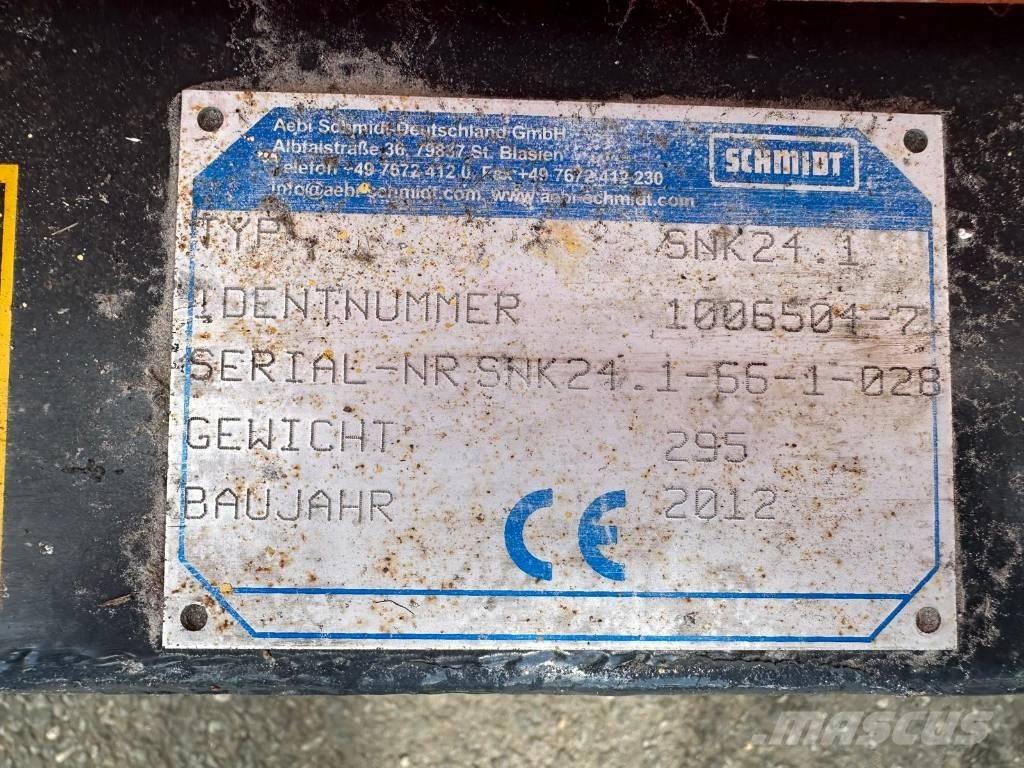 Aebi Schmidt Deutschland GmbH
Albtalstraße 36, 79837 St. Blasien
Telefon +49 7672 412 0, Fax +49 7672 412 230
info@aebi-schmidt.com www.aebi-schmidt.com
SCHMIDT
TYP SNK24.1
IDENTNUMMER 1006504-7
SERIAL-NR SNK24.1-66-1-028
GEWICHT 295
BAUJAHR 2012
CE
mascus